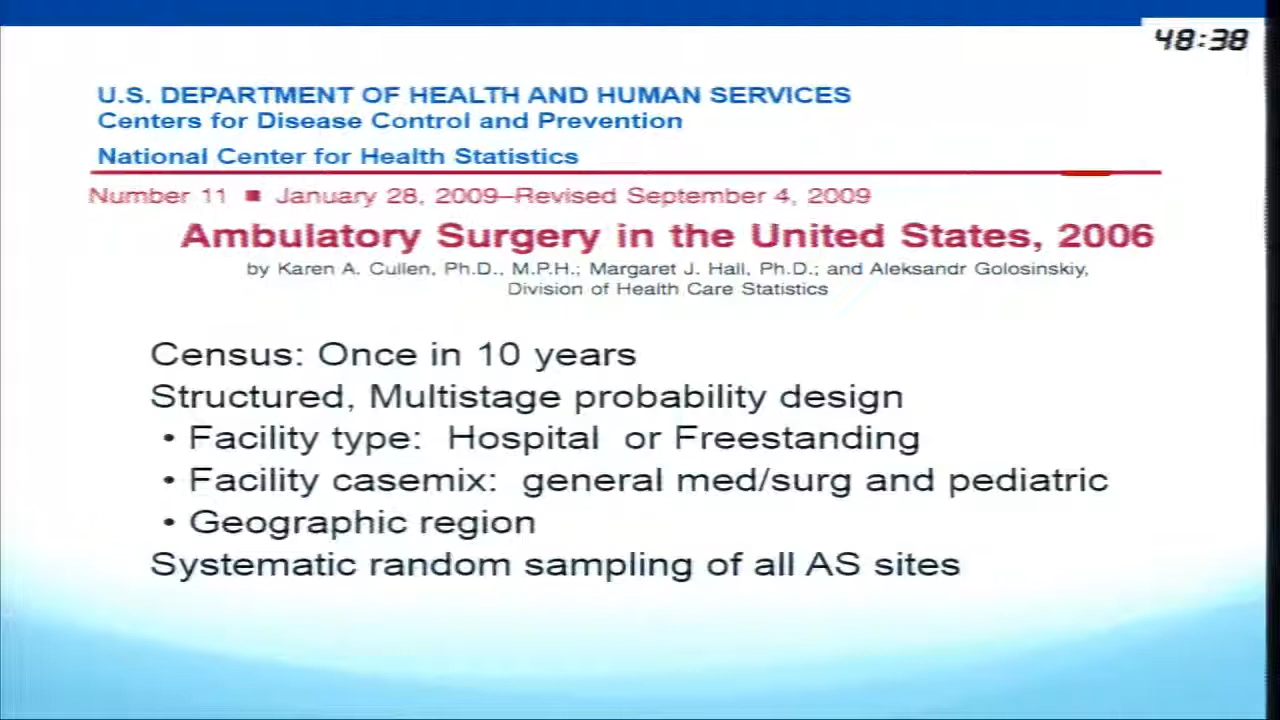 48:38
U.S. DEPARTMENT OF HEALTH AND HUMAN SERVICES
Centers for Disease Control and Prevention
National Center for Health Statistics
Number 11 ■ January 28, 2009–Revised September 4, 2009
Ambulatory Surgery in the United States, 2006
by Karen A. Cullen, Ph.D., M.P.H.; Margaret J. Hall, Ph.D.; and Aleksandr Golosinskiy,
Division of Health Care Statistics
Census: Once in 10 years
Structured, Multistage probability design
• Facility type: Hospital or Freestanding
• Facility casemix: general med/surg and pediatric
• Geographic region
Systematic random sampling of all AS sites